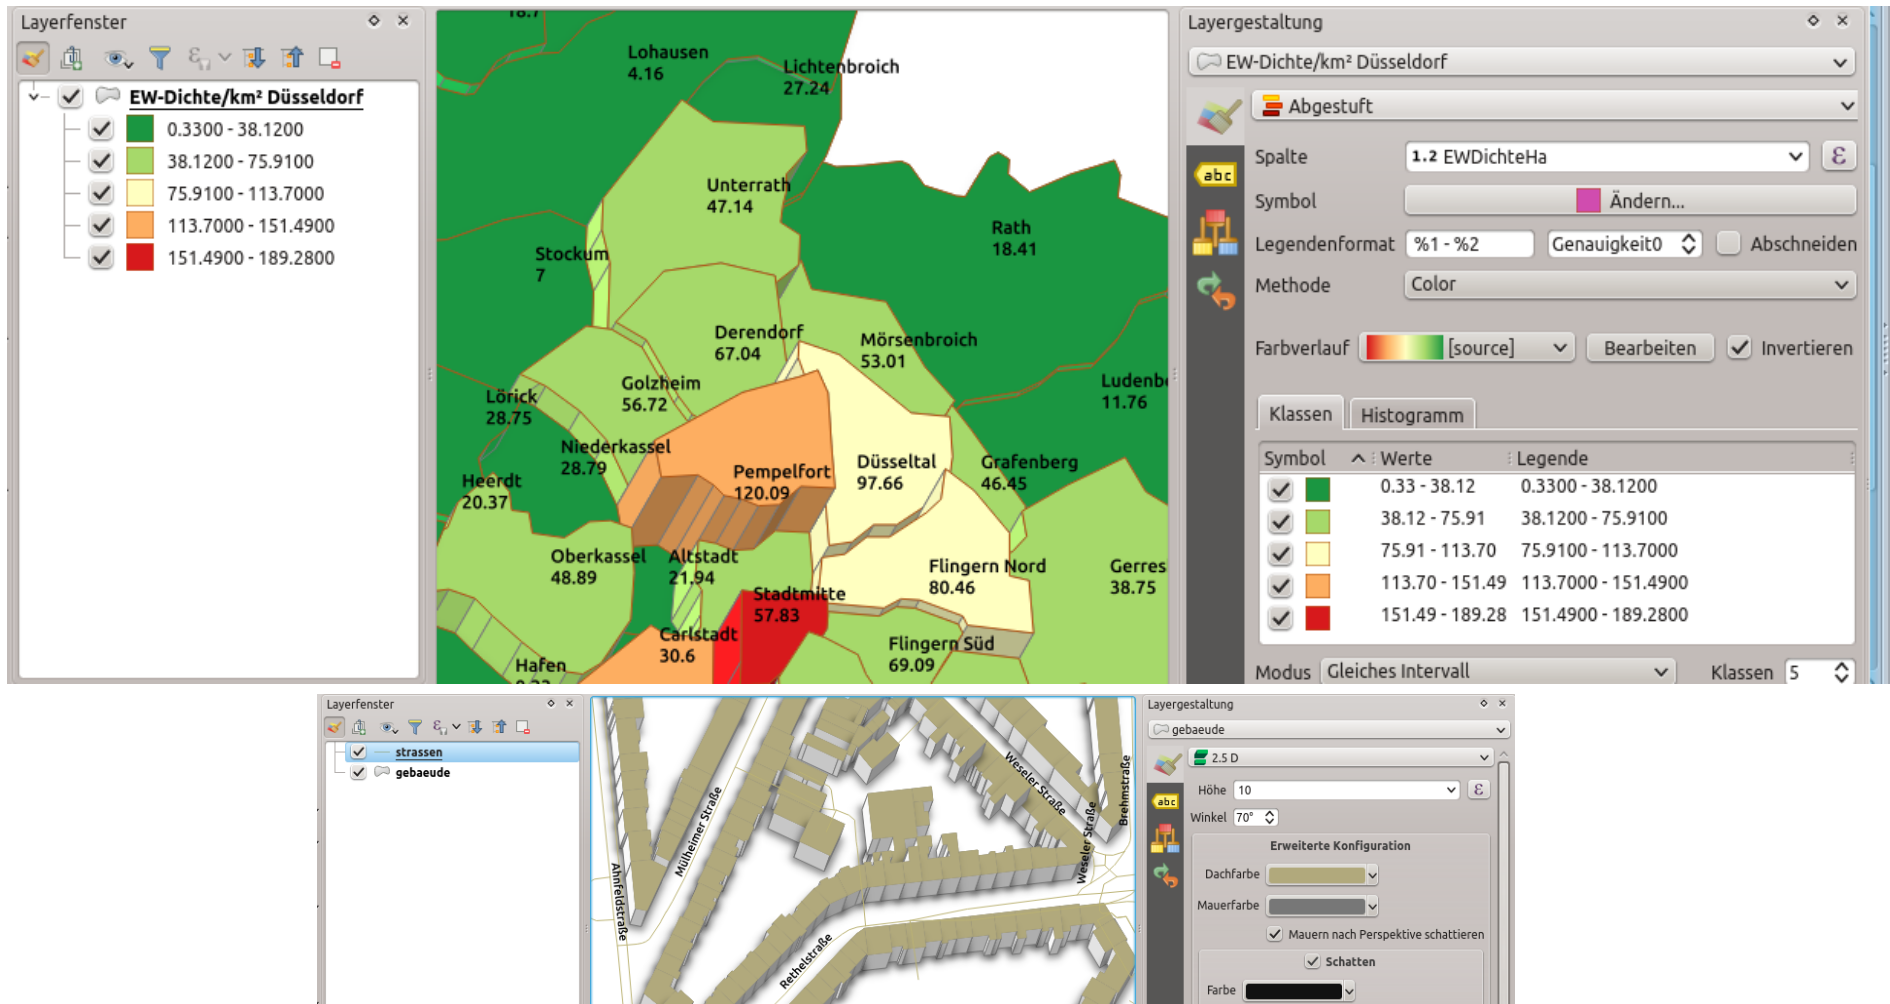 Layerfenster
EW-Dichte/km² Düsseldorf
0.3300 - 38.1200
38.1200 - 75.9100
75.9100 - 113.7000
113.7000 - 151.4900
151.4900 - 189.2800
Lohausen
4.16
Lichtenbroich
27.24
Unterrath
47.14
Rath
18.41
Stockum
7
Derendorf
67.04
Mörsenbroich
53.01
Golzheim
56.72
Lörick
28.75
Ludenb
11.76
Niederkassel
28.79
Pempelfort
120.09
Düsseltal
97.66
Grafenberg
46.45
Heerdt
20.37
Oberkassel
48.89
Altstadt
21.94
Flingern Nord
80.46
Gerres
38.75
Stadtmitte
57.83
Carlstadt
30.6
Flingern Süd
69.09
Hafen
Layergestaltung
EW-Dichte/km² Düsseldorf
Abgestuft
abc
Spalte 1.2 EWDichteHa ε
Symbol Ändern...
Legendenformat %1 - %2 Genauigkeit0 Abschneiden
Methode Color
Farbverlauf [source] Bearbeiten Invertieren
Klassen Histogramm
Symbol Werte Legende
0.33 - 38.12 0.3300 - 38.1200
38.12 - 75.91 38.1200 - 75.9100
75.91 - 113.70 75.9100 - 113.7000
113.70 - 151.49 113.7000 - 151.4900
151.49 - 189.28 151.4900 - 189.2800
Modus Gleiches Intervall Klassen 5
Layerfenster
strassen
gebaeude
Mülheimer Straße
Ahnfeldstraße
Rethelstraße
Weseler Straße
Weseler Straße
Brehmstraße
Layergestaltung
gebaeude
2.5 D
abc
Höhe 10 ε
Winkel 70°
Erweiterte Konfiguration
Dachfarbe
Mauerfarbe
Mauern nach Perspektive schattieren
Schatten
Farbe